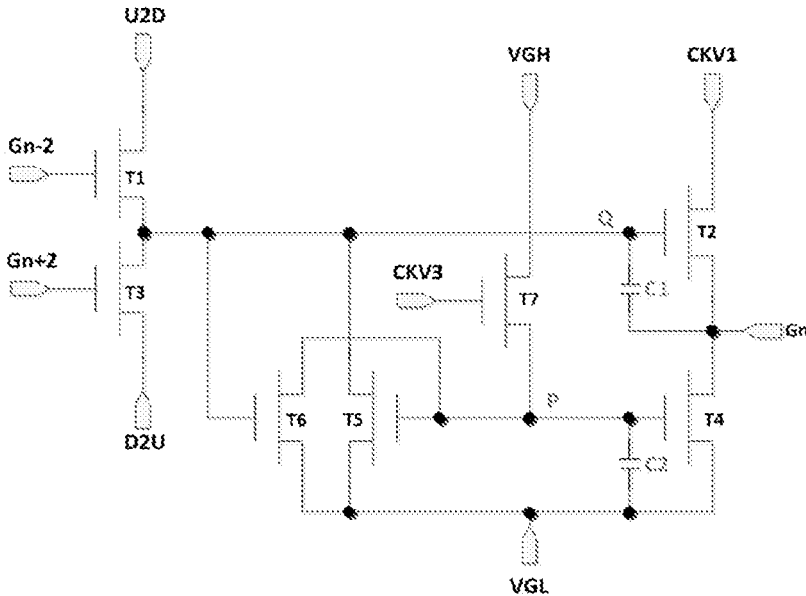 U2D
VGH
CKV1
Gn-2
T1
Q
T2
Gn+2
T3
CKV3
T7
C1
Gn
P
T6
T5
T4
D2U
C2
VGL